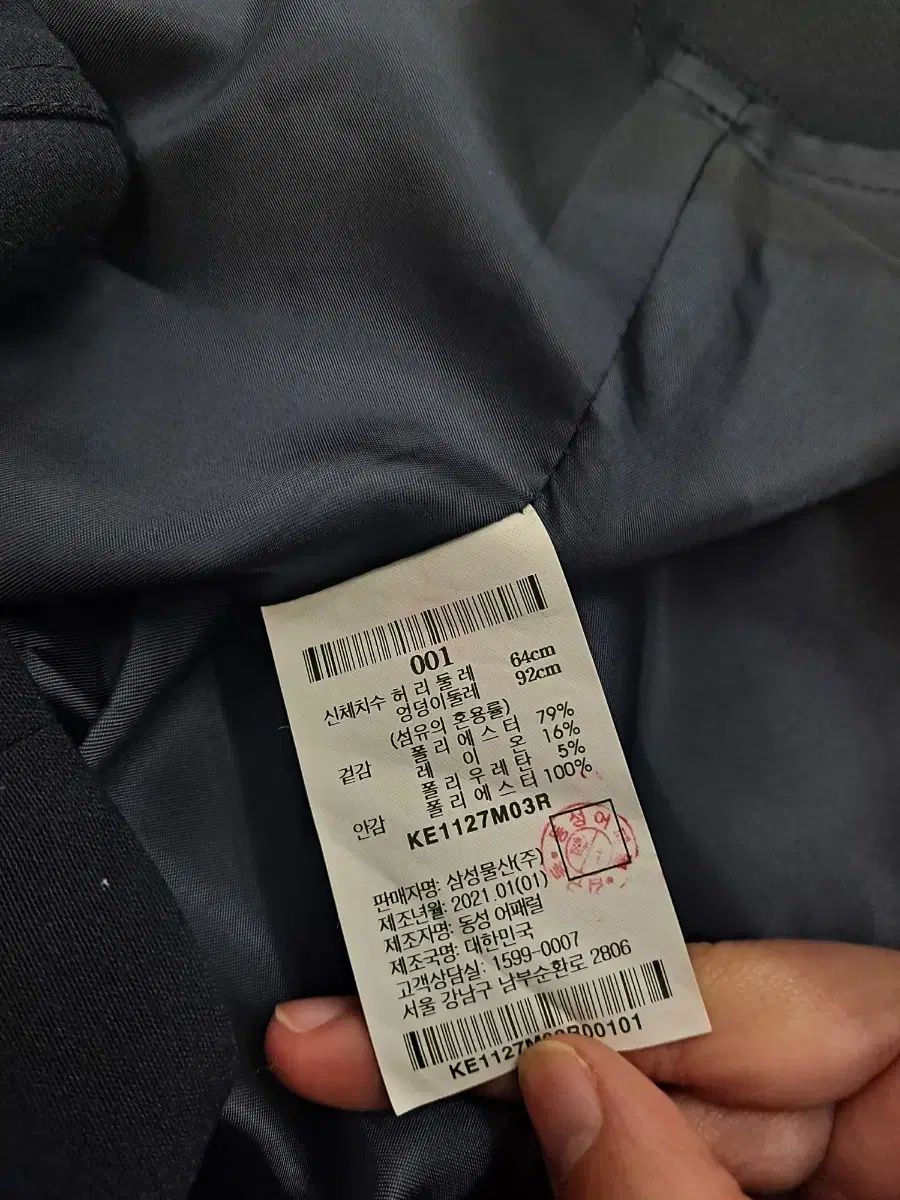 001
신체치수 허리둘레 64cm
엉덩이둘레 92cm
(섬유의 혼용률)
겉감 폴리에스터 79%
레이온 16%
폴리우레탄 5%
안감 폴리에스터 100%
KE1127M03R
판매자명: 삼성물산(주)
제조년월: 2021.01(01)
제조자명: 동성 어패럴
제조국명: 대한민국
고객상담실: 1599-0007
서울 강남구 남부순환로 2806